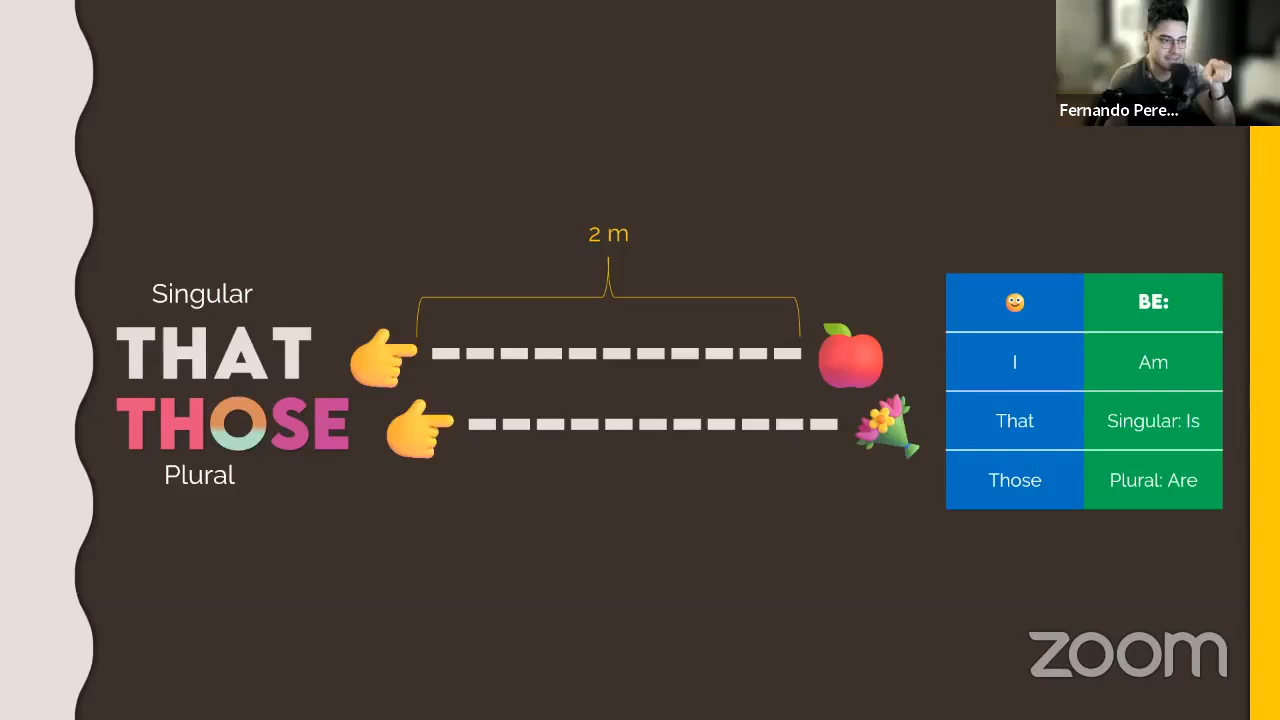 Fernando Pere...
2 m
Singular
THAT
THOSE
Plural
BE:
I Am
That Singular: Is
Those Plural: Are
zoom